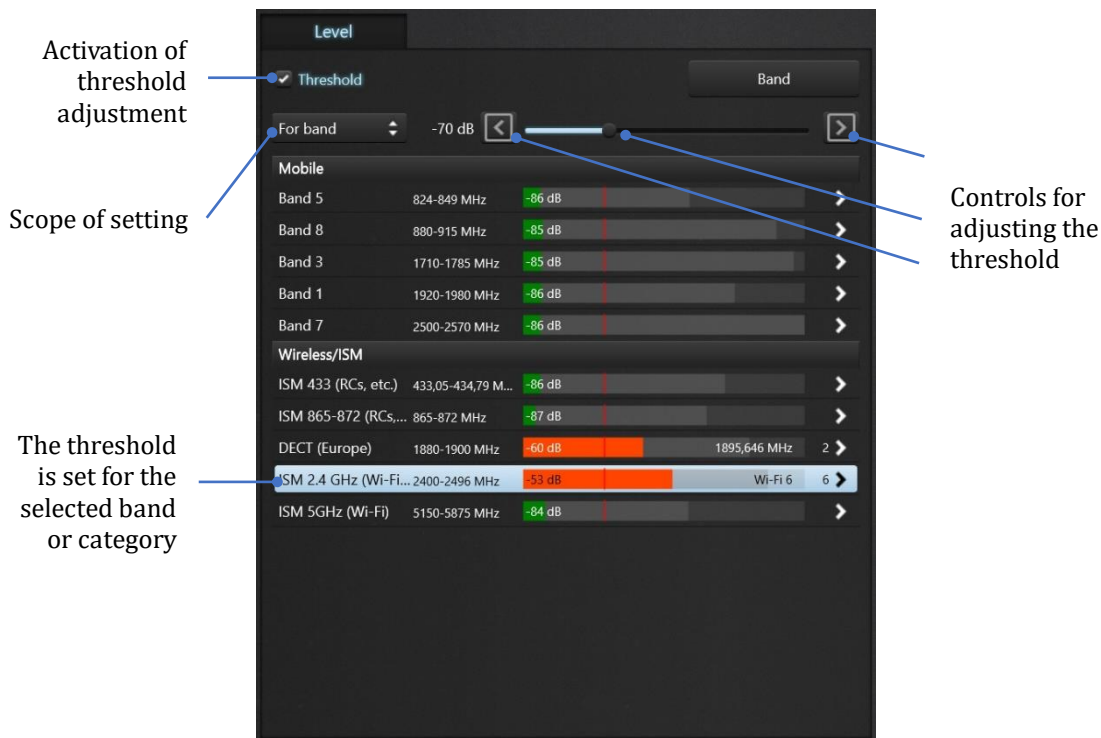 Level
Activation of
threshold
adjustment
Threshold
Band
For band
-70 dB
Mobile
Band 5 824-849 MHz -86 dB
Band 8 880-915 MHz -85 dB
Band 3 1710-1785 MHz -85 dB
Band 1 1920-1980 MHz -86 dB
Band 7 2500-2570 MHz -86 dB
Scope of setting
Controls for
adjusting the
threshold
Wireless/ISM
ISM 433 (RCs, etc.) 433,05-434,79 M... -86 dB
ISM 865-872 (RCs,... 865-872 MHz -87 dB
DECT (Europe) 1880-1900 MHz -60 dB 1895,646 MHz 2
ISM 2.4 GHz (Wi-Fi... 2400-2496 MHz -53 dB Wi-Fi 6 6
ISM 5GHz (Wi-Fi) 5150-5875 MHz -84 dB
The threshold
is set for the
selected band
or category